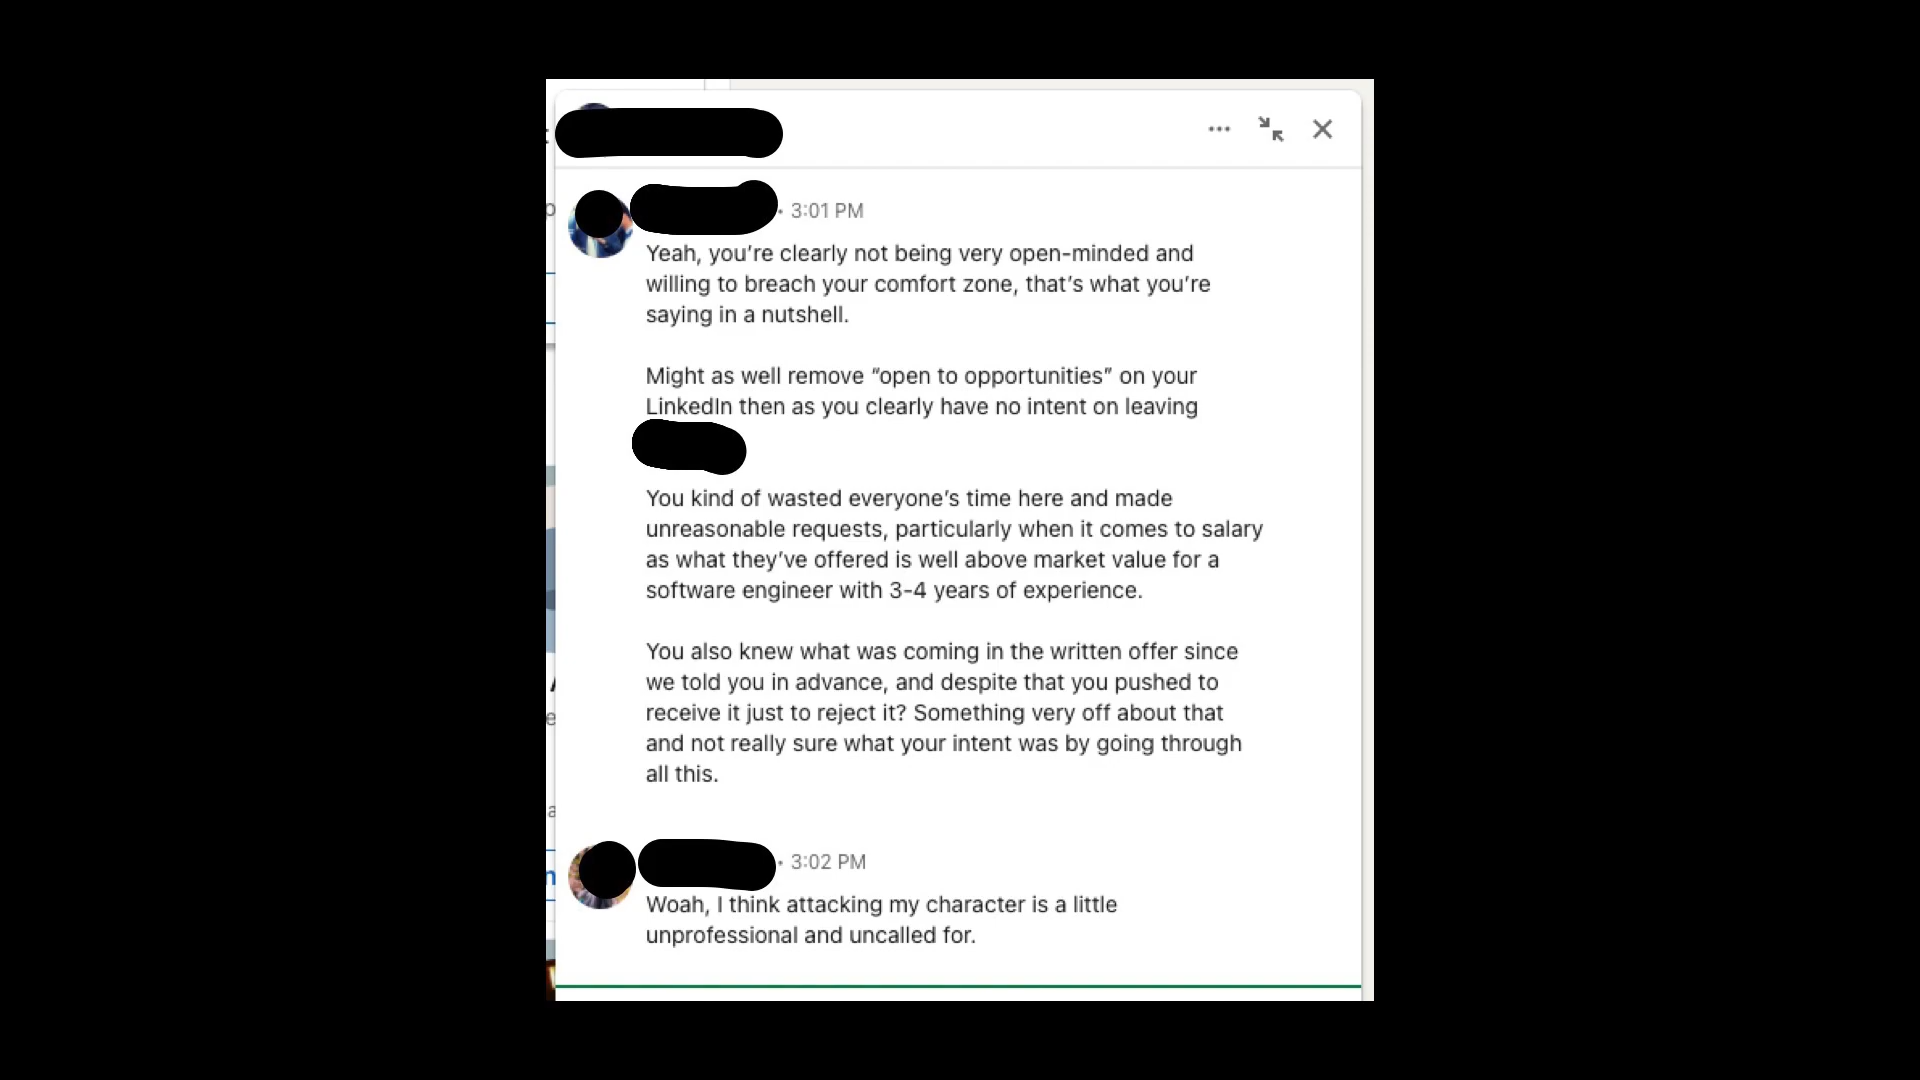 3:01 PM
Yeah, you're clearly not being very open-minded and
willing to breach your comfort zone, that's what you're
saying in a nutshell.
Might as well remove “open to opportunities” on your
LinkedIn then as you clearly have no intent on leaving
You kind of wasted everyone's time here and made
unreasonable requests, particularly when it comes to salary
as what they've offered is well above market value for a
software engineer with 3-4 years of experience.
You also knew what was coming in the written offer since
we told you in advance, and despite that you pushed to
receive it just to reject it? Something very off about that
and not really sure what your intent was by going through
all this.
3:02 PM
Woah, I think attacking my character is a little
unprofessional and uncalled for.